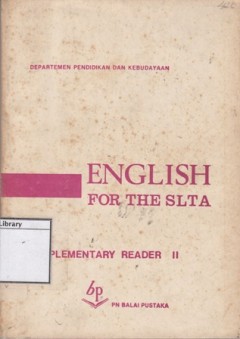 DEPARTEMEN PENDIDIKAN DAN KEBUDAYAAN
ENGLISH
FOR THE SLTA
Library
PLEMENTARY READER II
bp
PN BALAI PUSTAKA